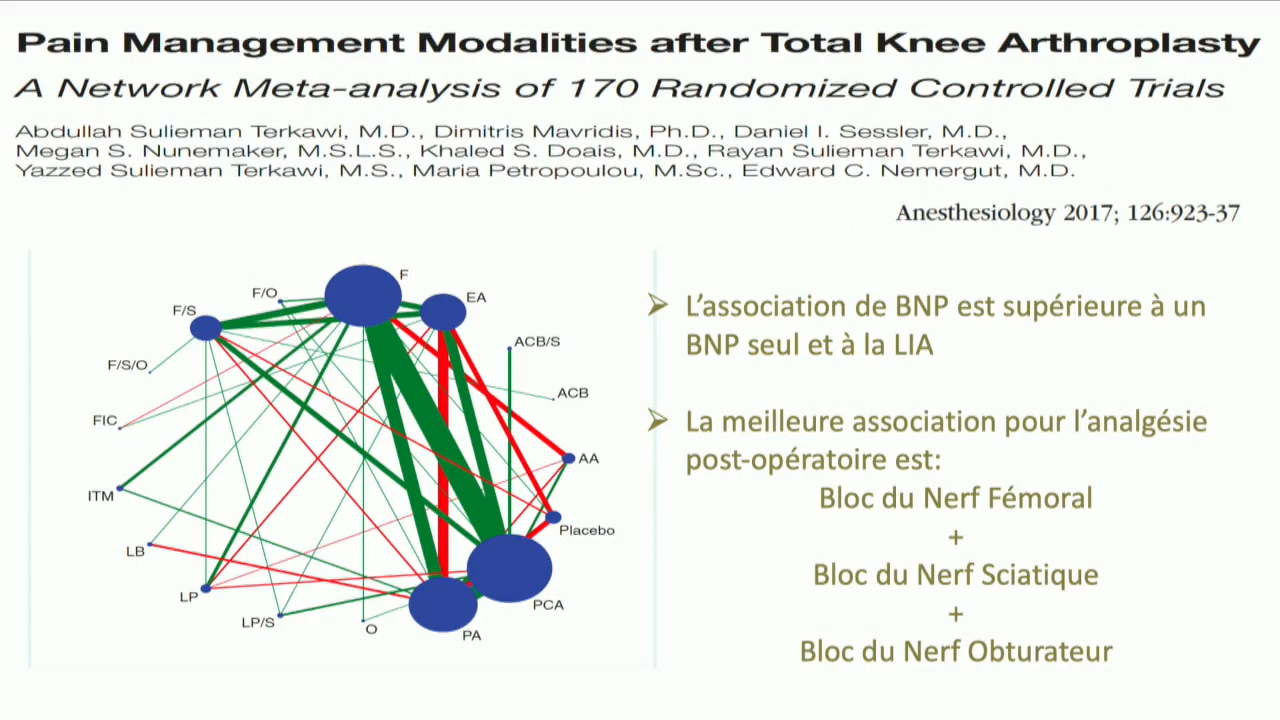 Pain Management Modalities after Total Knee Arthroplasty
A Network Meta-analysis of 170 Randomized Controlled Trials
Abdullah Sulieman Terkawi, M.D., Dimitris Mavridis, Ph.D., Daniel I. Sessler, M.D.,
Megan S. Nunemaker, M.S.L.S., Khaled S. Doais, M.D., Rayan Sulieman Terkawi, M.D.,
Yazzed Sulieman Terkawi, M.S., Maria Petropoulou, M.Sc., Edward C. Nemergut, M.D.
Anesthesiology 2017; 126:923-37
F
F/O
EA
F/S
ACB/S
F/S/O
ACB
FIC
AA
ITM
Placebo
LB
LP
PCA
LP/S
O
PA
➢ L’association de BNP est supérieure à un
BNP seul et à la LIA
➢ La meilleure association pour l’analgésie
post-opératoire est:
Bloc du Nerf Fémoral
+
Bloc du Nerf Sciatique
+
Bloc du Nerf Obturateur